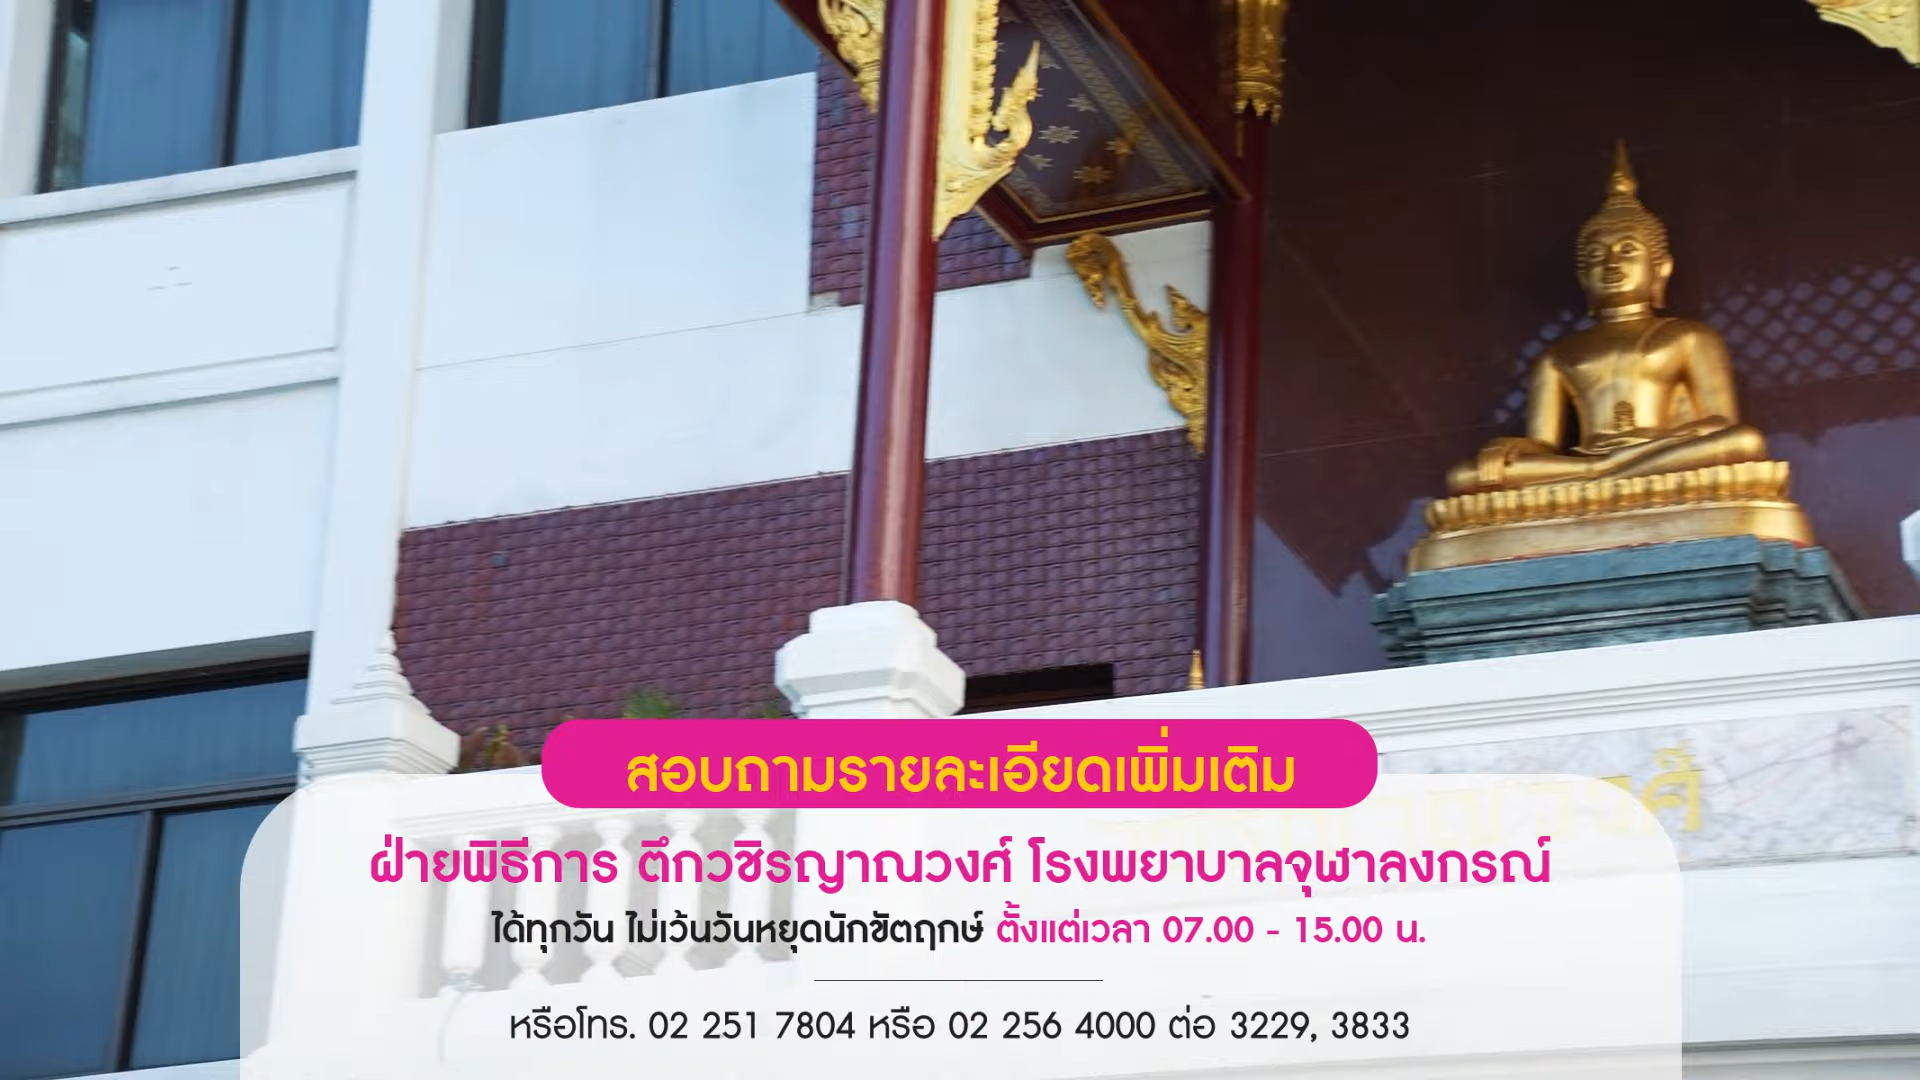 สอบถามรายละเอียดเพิ่มเติม
ฝ่ายพิธีการ ตึกวชิรญาณวงศ์ โรงพยาบาลจุฬาลงกรณ์
ได้ทุกวัน ไม่เว้นวันหยุดนักขัตฤกษ์ ตั้งแต่เวลา 07.00 - 15.00 น.
หรือโทร. 02 251 7804 หรือ 02 256 4000 ต่อ 3229, 3833